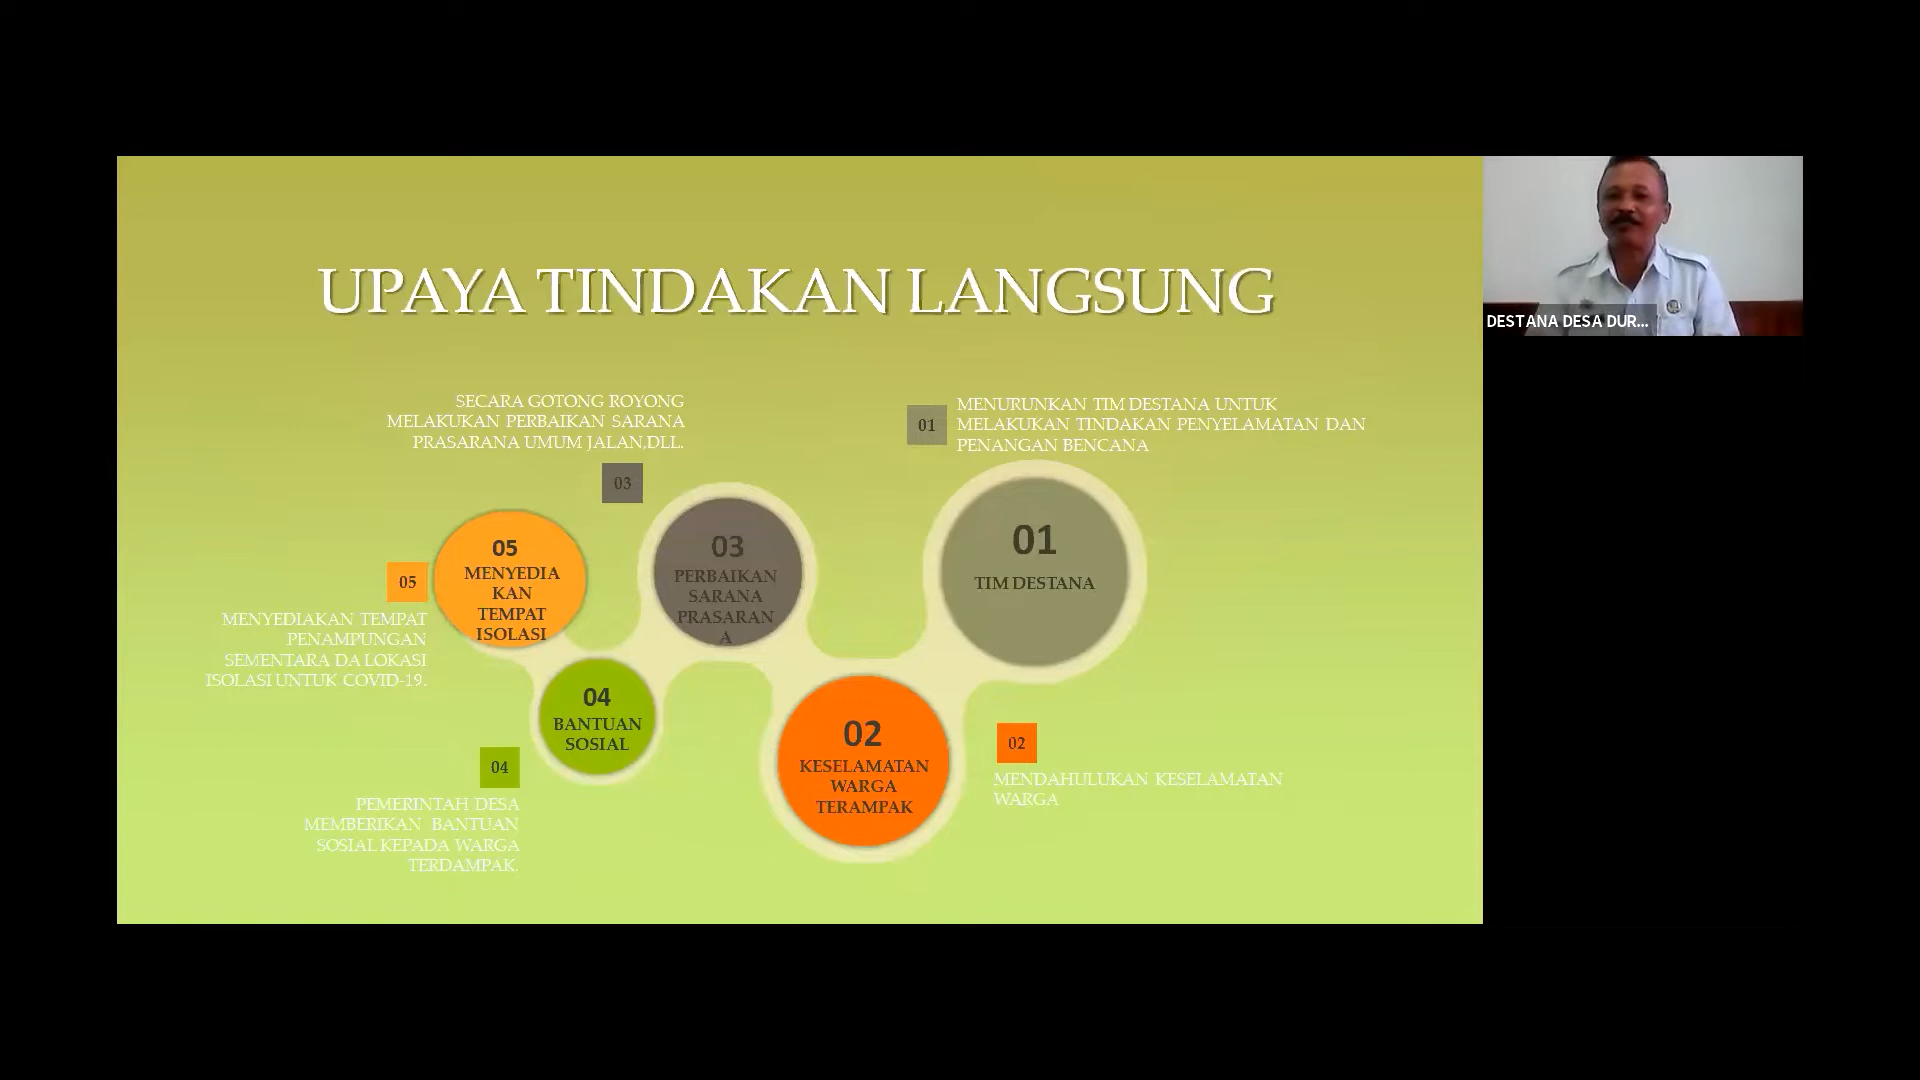 UPAYA TINDAKAN LANGSUNG
DESTANA DESA DUR...
SECARA GOTONG ROYONG
MELAKUKAN PERBAIKAN SARANA
PRASARANA UMUM JALAN,DLL.
03
01
MENURUNKAN TIM DESTANA UNTUK
MELAKUKAN TINDAKAN PENYELAMATAN DAN
PENANGAN BENCANA
05
MENYEDIA
KAN
TEMPAT
ISOLASI
03
PERBAIKAN
SARANA
PRASARAN
A
01
TIM DESTANA
05
MENYEDIAKAN TEMPAT
PENAMPUNGAN
SEMENTARA DA LOKASI
ISOLASI UNTUK COVID-19.
04
BANTUAN
SOSIAL
02
KESELAMATAN
WARGA
TERAMPAK
02
MENDAHULUKAN KESELAMATAN
WARGA
04
PEMERINTAH DESA
MEMBERIKAN BANTUAN
SOSIAL KEPADA WARGA
TERDAMPAK.